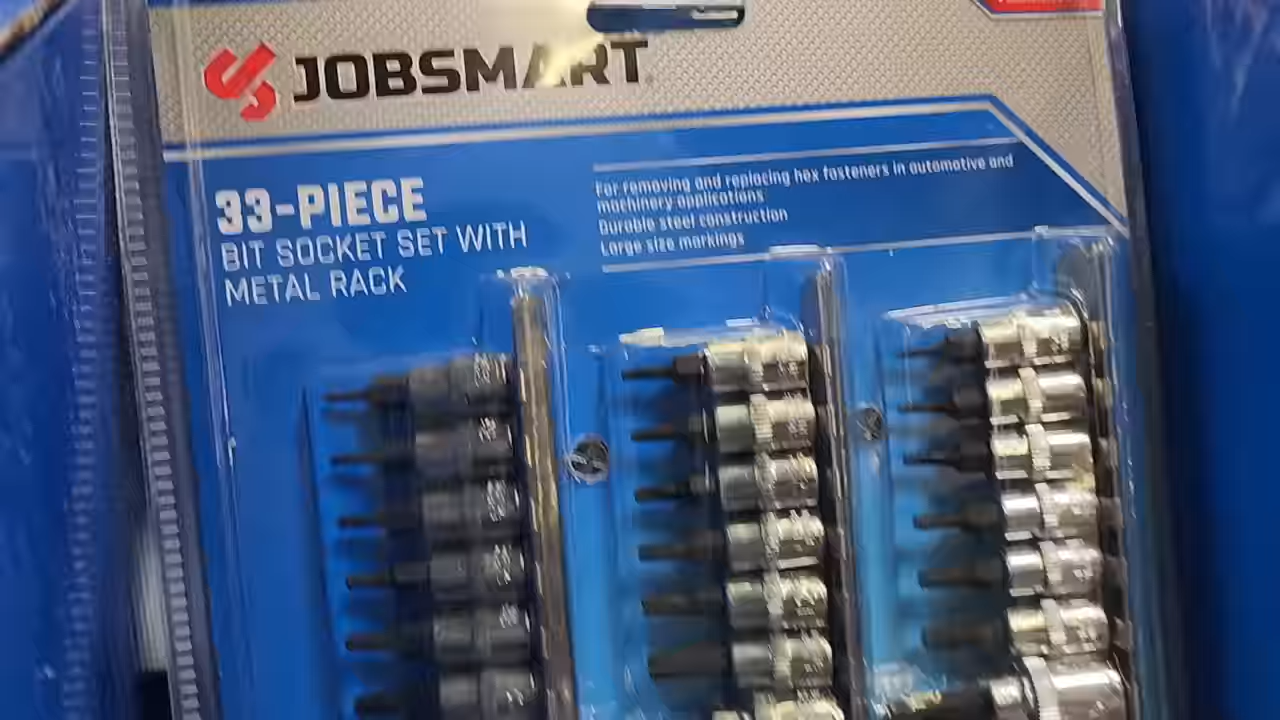 JOBSMART
33-PIECE
BIT SOCKET SET WITH
METAL RACK
For removing and replacing hex fasteners in automotive and
machinery applications
Durable steel construction
Large size markings